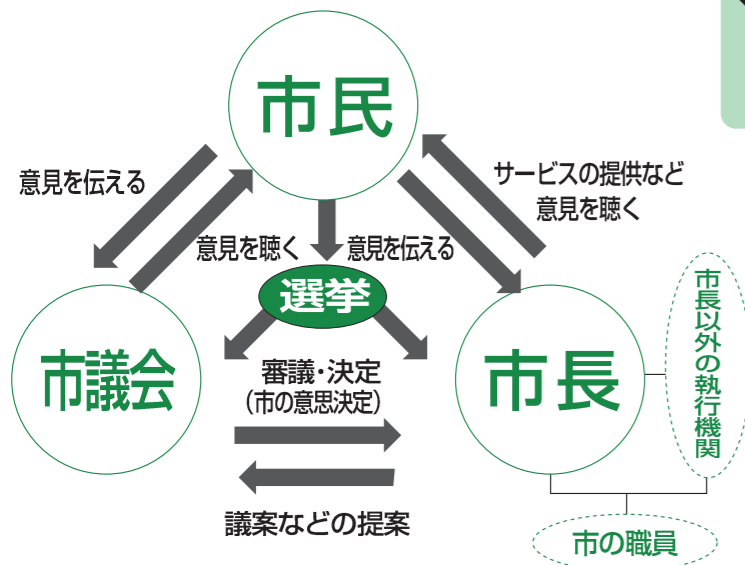 市民
意見を伝える
サービスの提供など
意見を聴く
意見を聴く
意見を伝える
選挙
市議会
審議・決定
(市の意思決定)
市長
市長以外の執行機関
議案などの提案
市の職員